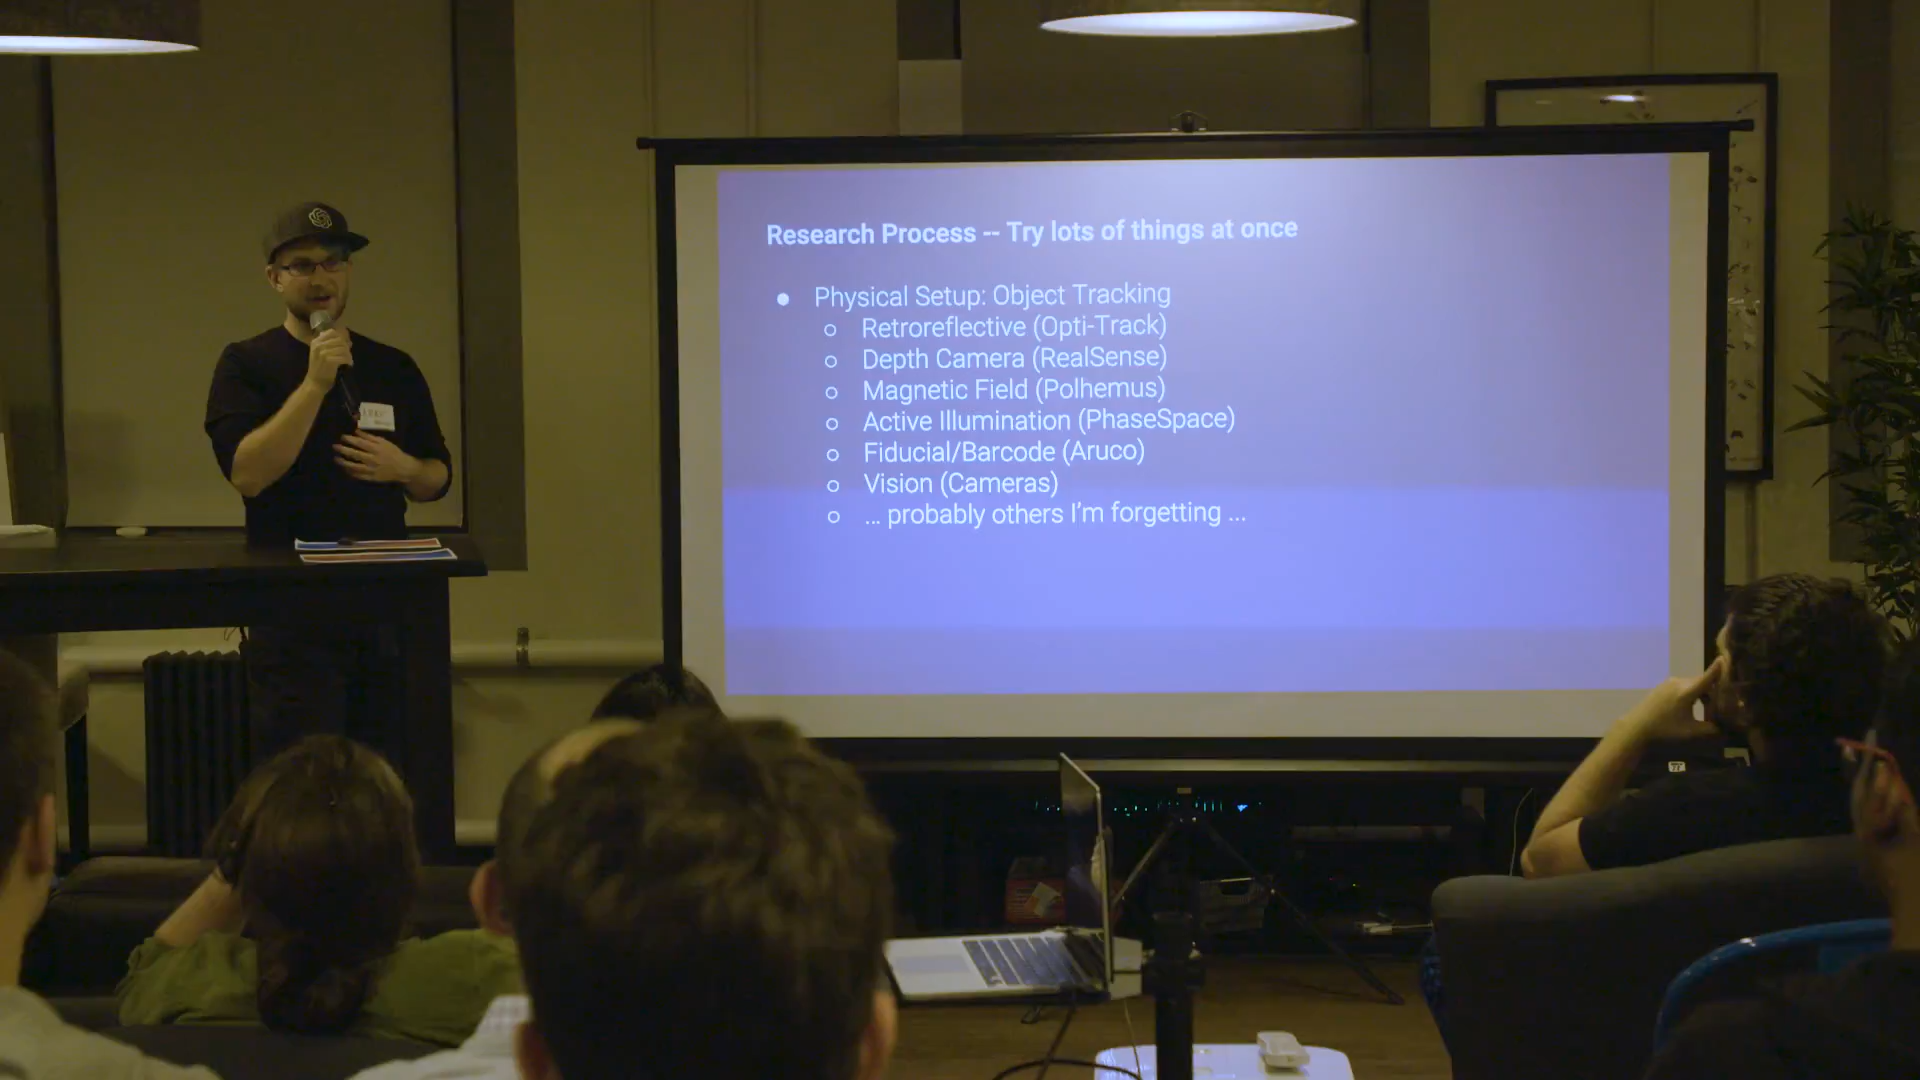 Research Process -- Try lots of things at once
● Physical Setup: Object Tracking
○ Retroreflective (Opti-Track)
○ Depth Camera (RealSense)
○ Magnetic Field (Polhemus)
○ Active Illumination (PhaseSpace)
○ Fiducial/Barcode (Aruco)
○ Vision (Cameras)
○ ... probably others I'm forgetting ...